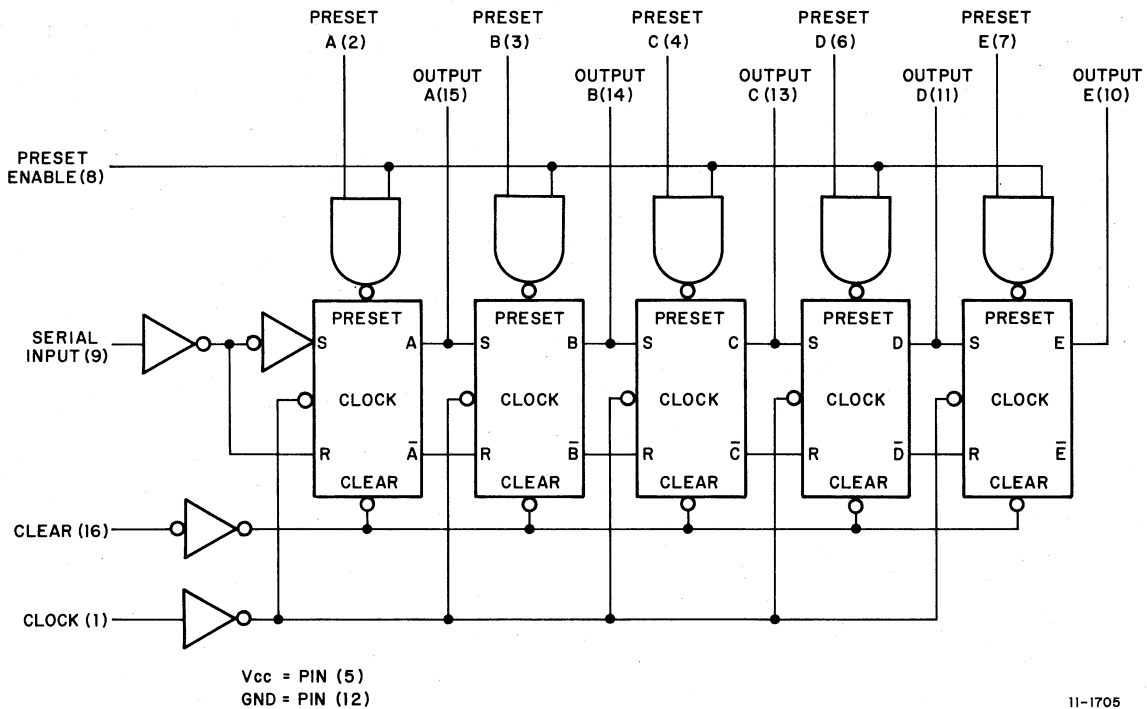 PRESET A(2)
PRESET B(3)
PRESET C(4)
PRESET D(6)
PRESET E(7)
OUTPUT A(15)
OUTPUT B(14)
OUTPUT C(13)
OUTPUT D(11)
OUTPUT E(10)
PRESET
ENABLE(8)
PRESET
PRESET
PRESET
PRESET
PRESET
SERIAL
INPUT(9)
S A S B S C S D S E
CLOCK CLOCK CLOCK CLOCK CLOCK
R A̅ R B̅ R C̅ R D̅ R E̅
CLEAR CLEAR CLEAR CLEAR CLEAR
CLEAR (16)
CLOCK (1)
Vcc = PIN (5)
GND = PIN (12)
11-1705